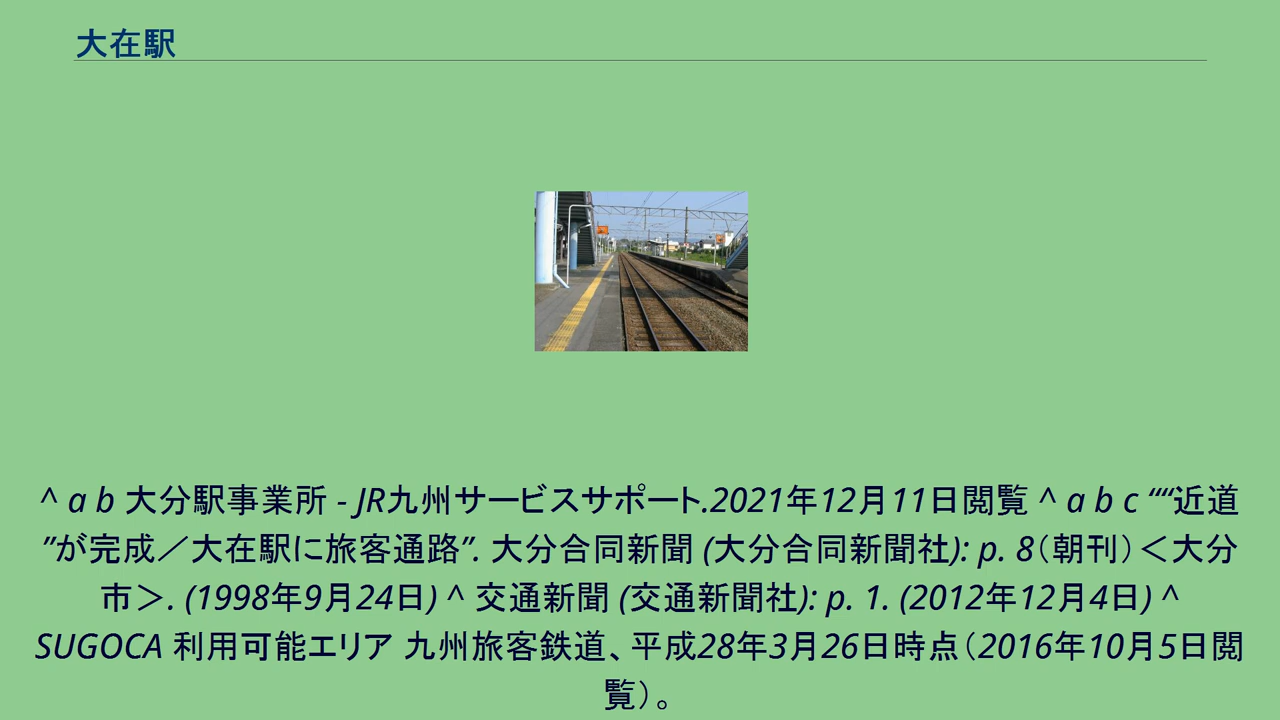 大在駅
^ a b 大分駅事業所 - JR九州サービスサポート.2021年12月11日閲覧 ^ a b c ““近道
”が完成／大在駅に旅客通路”. 大分合同新聞 (大分合同新聞社): p. 8（朝刊）＜大分
市＞. (1998年9月24日) ^ 交通新聞 (交通新聞社): p. 1. (2012年12月4日) ^
SUGOCA 利用可能エリア 九州旅客鉄道、平成28年3月26日時点（2016年10月5日閲
覧）。